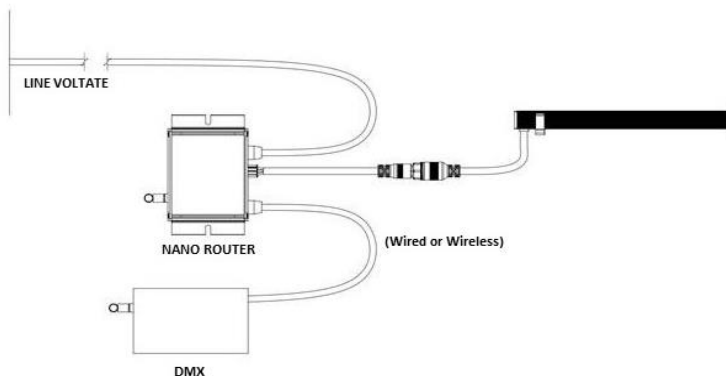 LINE VOLTATE
NANO ROUTER
(Wired or Wireless)
DMX